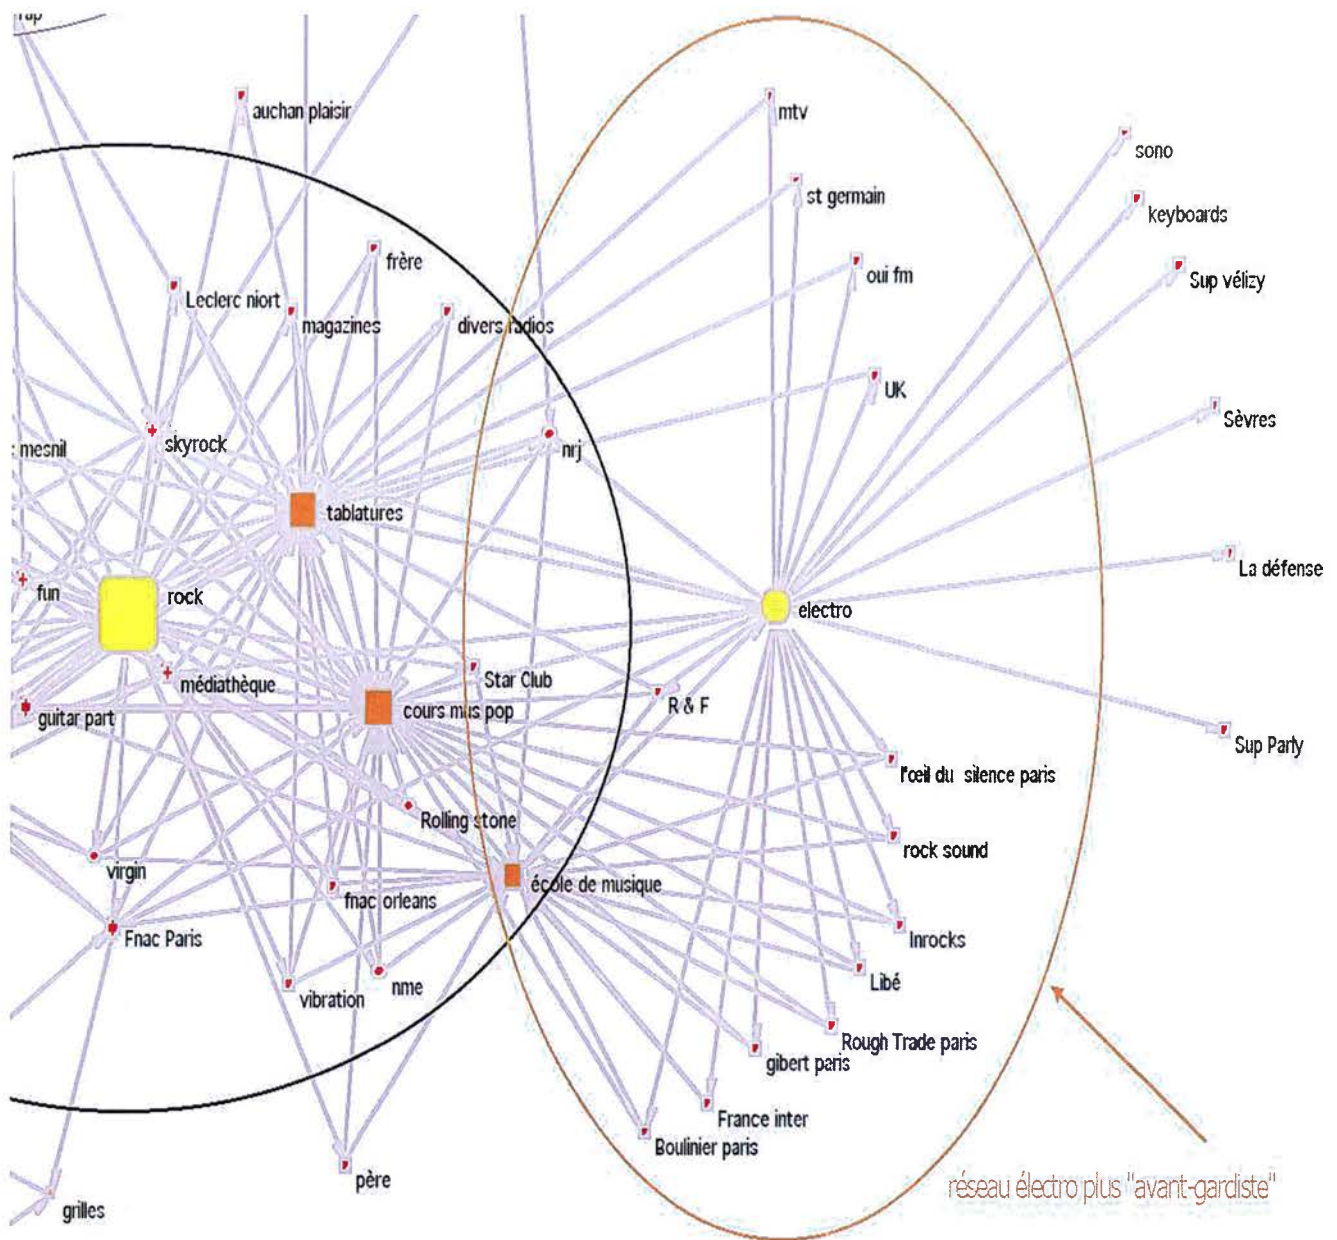 rap
auchan plaisir
mtv
sono
st germain
keyboards
frère
oui fm
Sup vélizy
Leclerc niort
magazines
divers radios
UK
Sèvres
mesnil
skyrock
nrj
tablatures
La défense
fun
rock
electro
médiathèque
Star Club
R & F
guitar part
cours mus pop
Sup Parly
l'œil du silence paris
Rolling stone
rock sound
virgin
fnac orleans
école de musique
Fnac Paris
Inrocks
vibration
nme
Libé
Rough Trade paris
gibert paris
France inter
Boulinier paris
père
réseau électro plus "avant-gardiste"
grilles